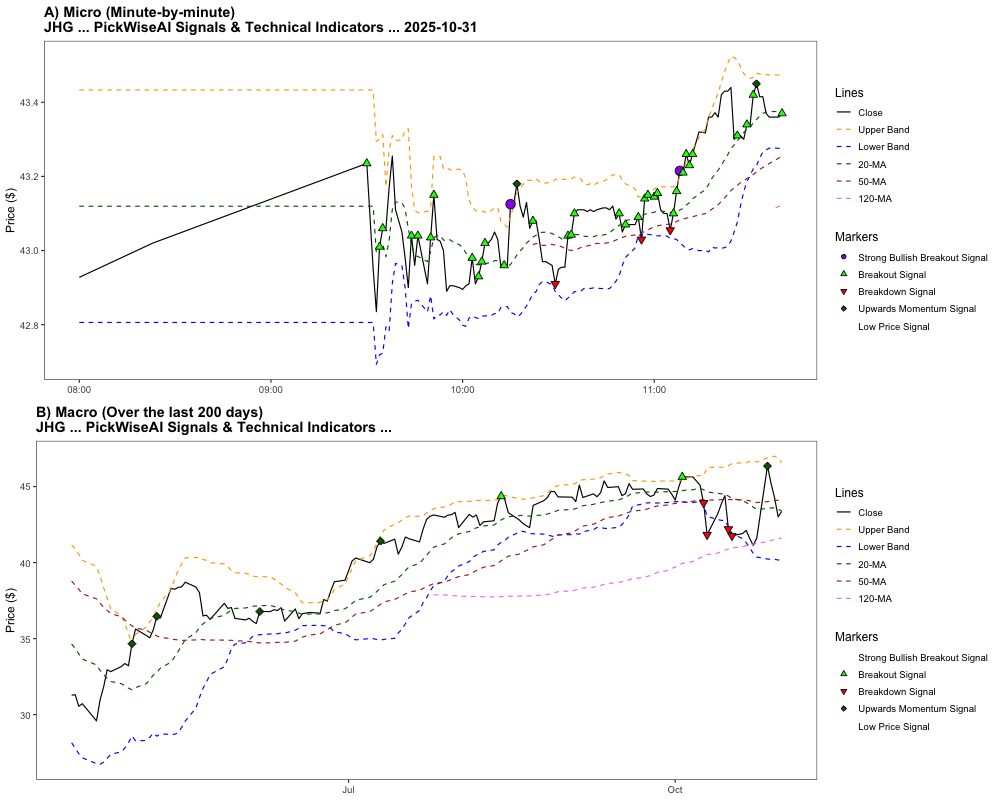 A) Micro (Minute-by-minute)
JHG ... PickWiseAI Signals & Technical Indicators ... 2025-10-31
Price ($)
43.4
43.2
43.0
42.8
08:00
09:00
10:00
11:00
Lines
Close
Upper Band
Lower Band
20-MA
50-MA
120-MA
Markers
Strong Bullish Breakout Signal
Breakout Signal
Breakdown Signal
Upwards Momentum Signal
Low Price Signal
B) Macro (Over the last 200 days)
JHG ... PickWiseAI Signals & Technical Indicators ...
Price ($)
45
40
35
30
Jul
Oct
Lines
Close
Upper Band
Lower Band
20-MA
50-MA
120-MA
Markers
Strong Bullish Breakout Signal
Breakout Signal
Breakdown Signal
Upwards Momentum Signal
Low Price Signal